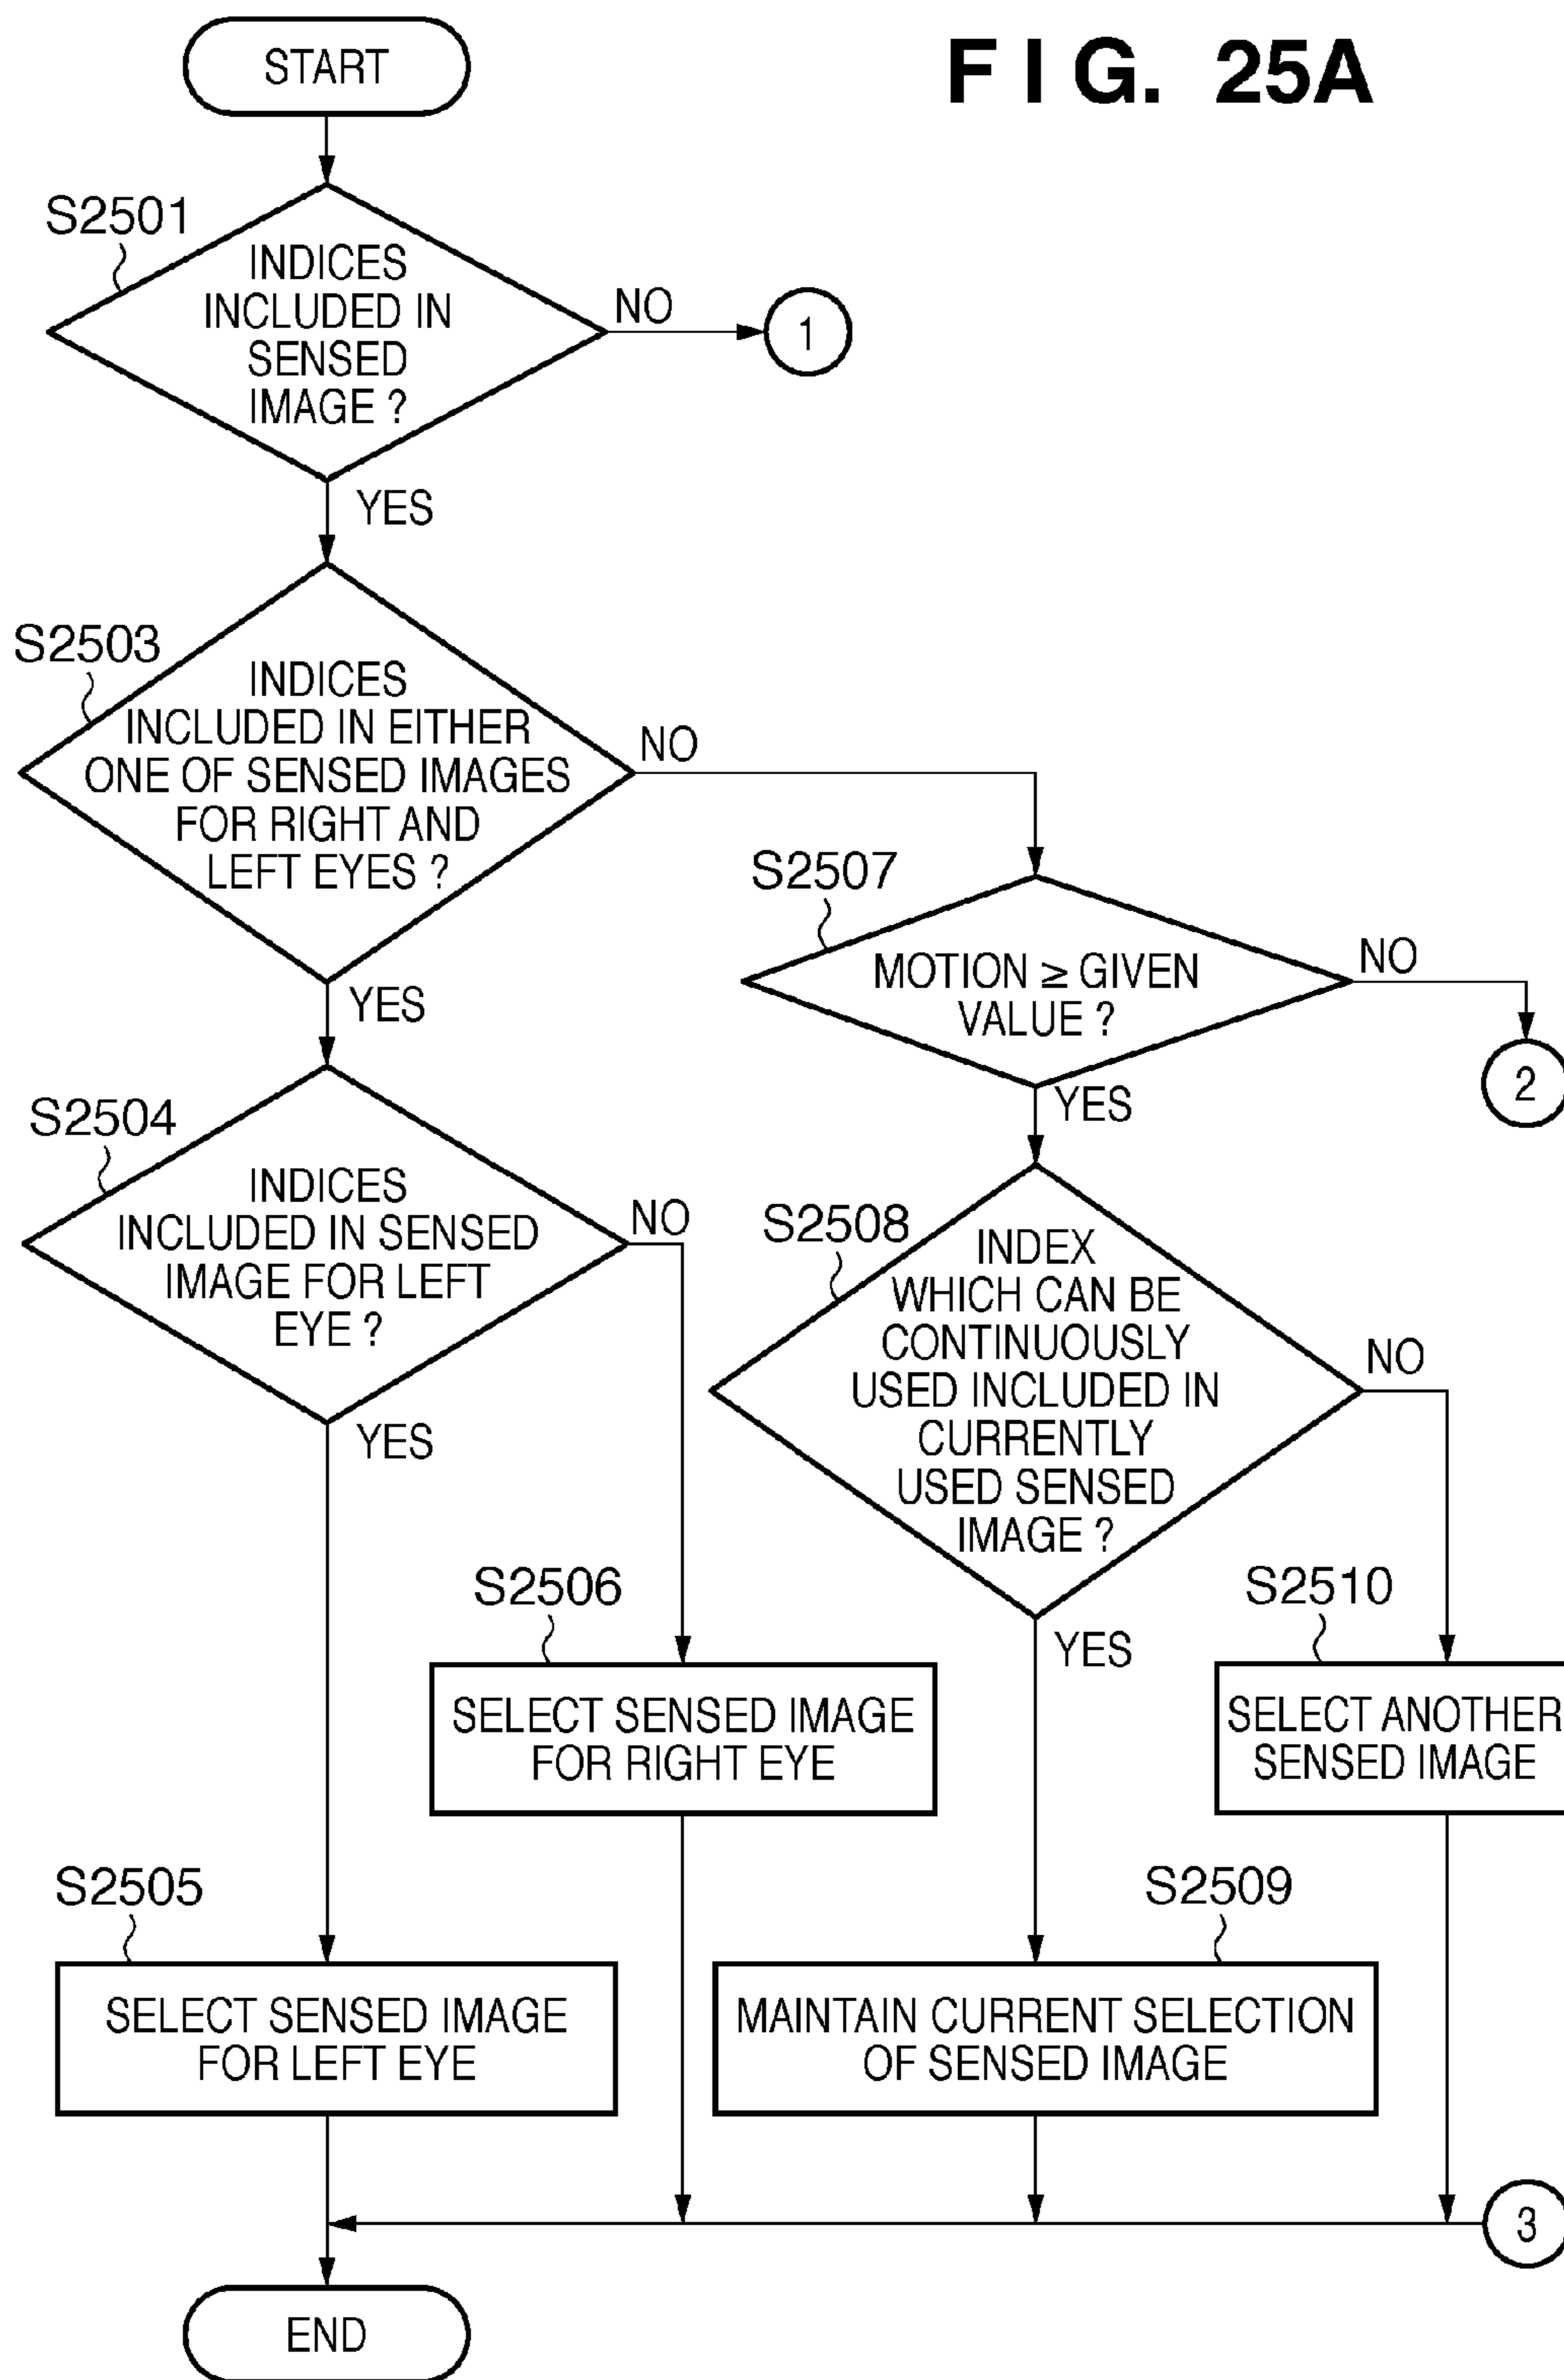 FIG. 25A
START
S2501
INDICES
INCLUDED IN
SENSED
IMAGE ?
NO
1
YES
S2503
INDICES
INCLUDED IN EITHER
ONE OF SENSED IMAGES
FOR RIGHT AND
LEFT EYES ?
NO
YES
S2507
MOTION ≥ GIVEN
VALUE ?
NO
2
YES
S2504
INDICES
INCLUDED IN SENSED
IMAGE FOR LEFT
EYE ?
NO
YES
S2508
INDEX
WHICH CAN BE
CONTINUOUSLY
USED INCLUDED IN
CURRENTLY
USED SENSED
IMAGE ?
NO
YES
S2506
SELECT SENSED IMAGE
FOR RIGHT EYE
S2510
SELECT ANOTHER
SENSED IMAGE
S2505
SELECT SENSED IMAGE
FOR LEFT EYE
S2509
MAINTAIN CURRENT SELECTION
OF SENSED IMAGE
3
END